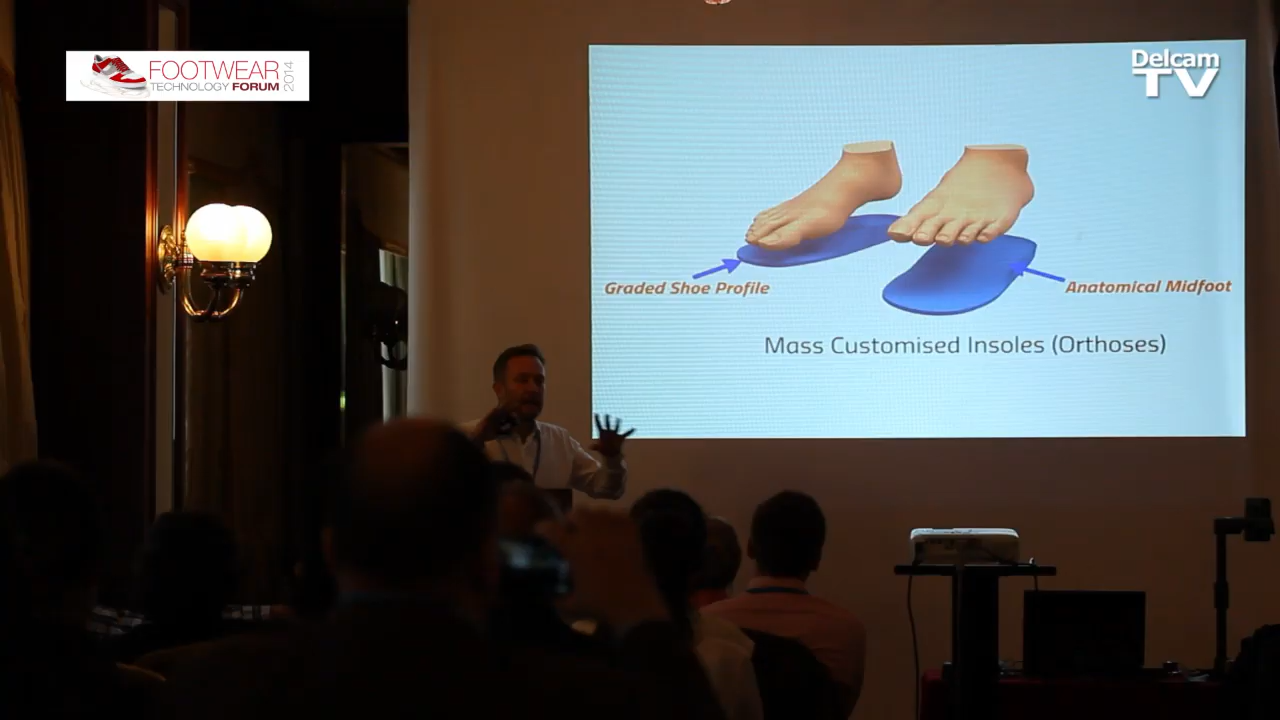 FOOTWEAR
TECHNOLOGY FORUM
2014
Delcam
TV
Graded Shoe Profile
Anatomical Midfoot
Mass Customised Insoles (Orthoses)